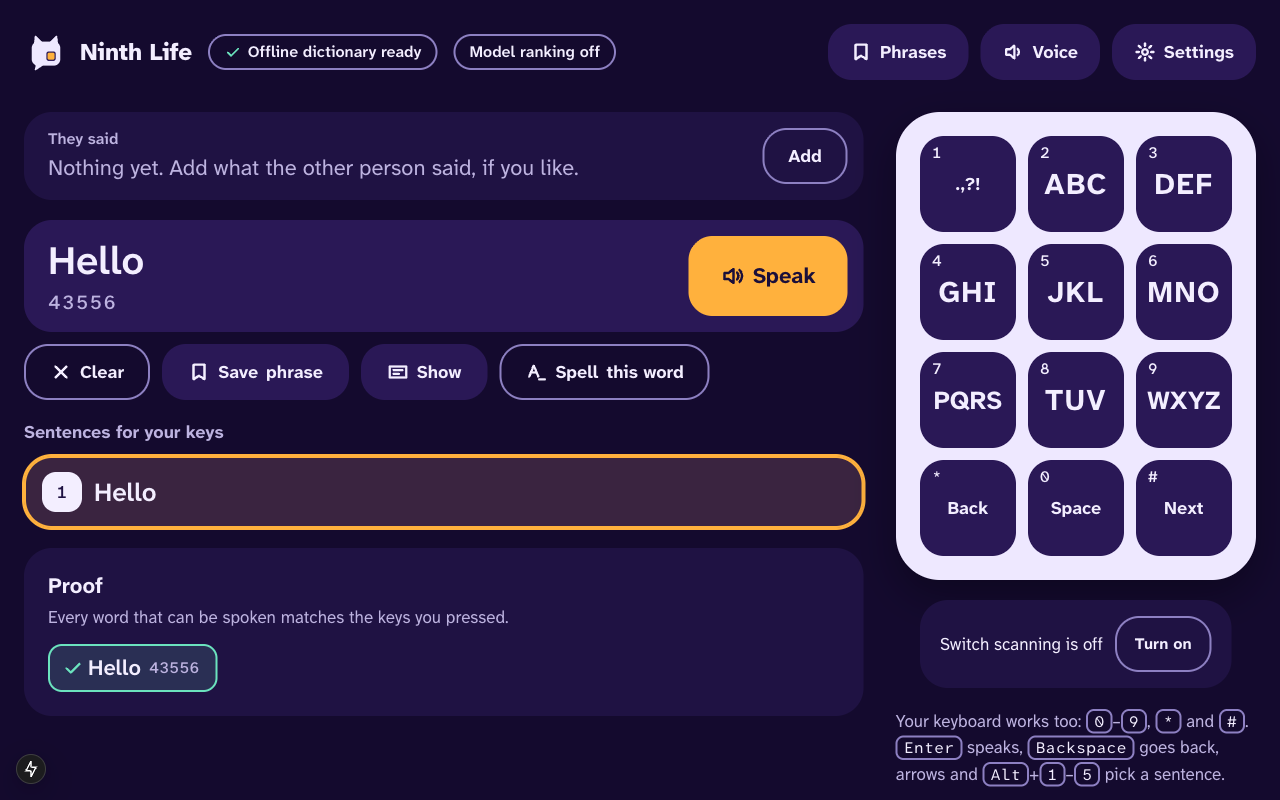 Ninth Life
Offline dictionary ready
Model ranking off
Phrases
Voice
Settings
They said
Nothing yet. Add what the other person said, if you like.
Add
Hello
43556
Speak
Clear
Save phrase
Show
Spell this word
Sentences for your keys
1 Hello
Proof
Every word that can be spoken matches the keys you pressed.
Hello 43556
1 .,?!
2 ABC
3 DEF
4 GHI
5 JKL
6 MNO
7 PQRS
8 TUV
9 WXYZ
* Back
0 Space
# Next
Switch scanning is off
Turn on
Your keyboard works too: 0–9, * and #.
Enter speaks, Backspace goes back,
arrows and Alt+1–5 pick a sentence.